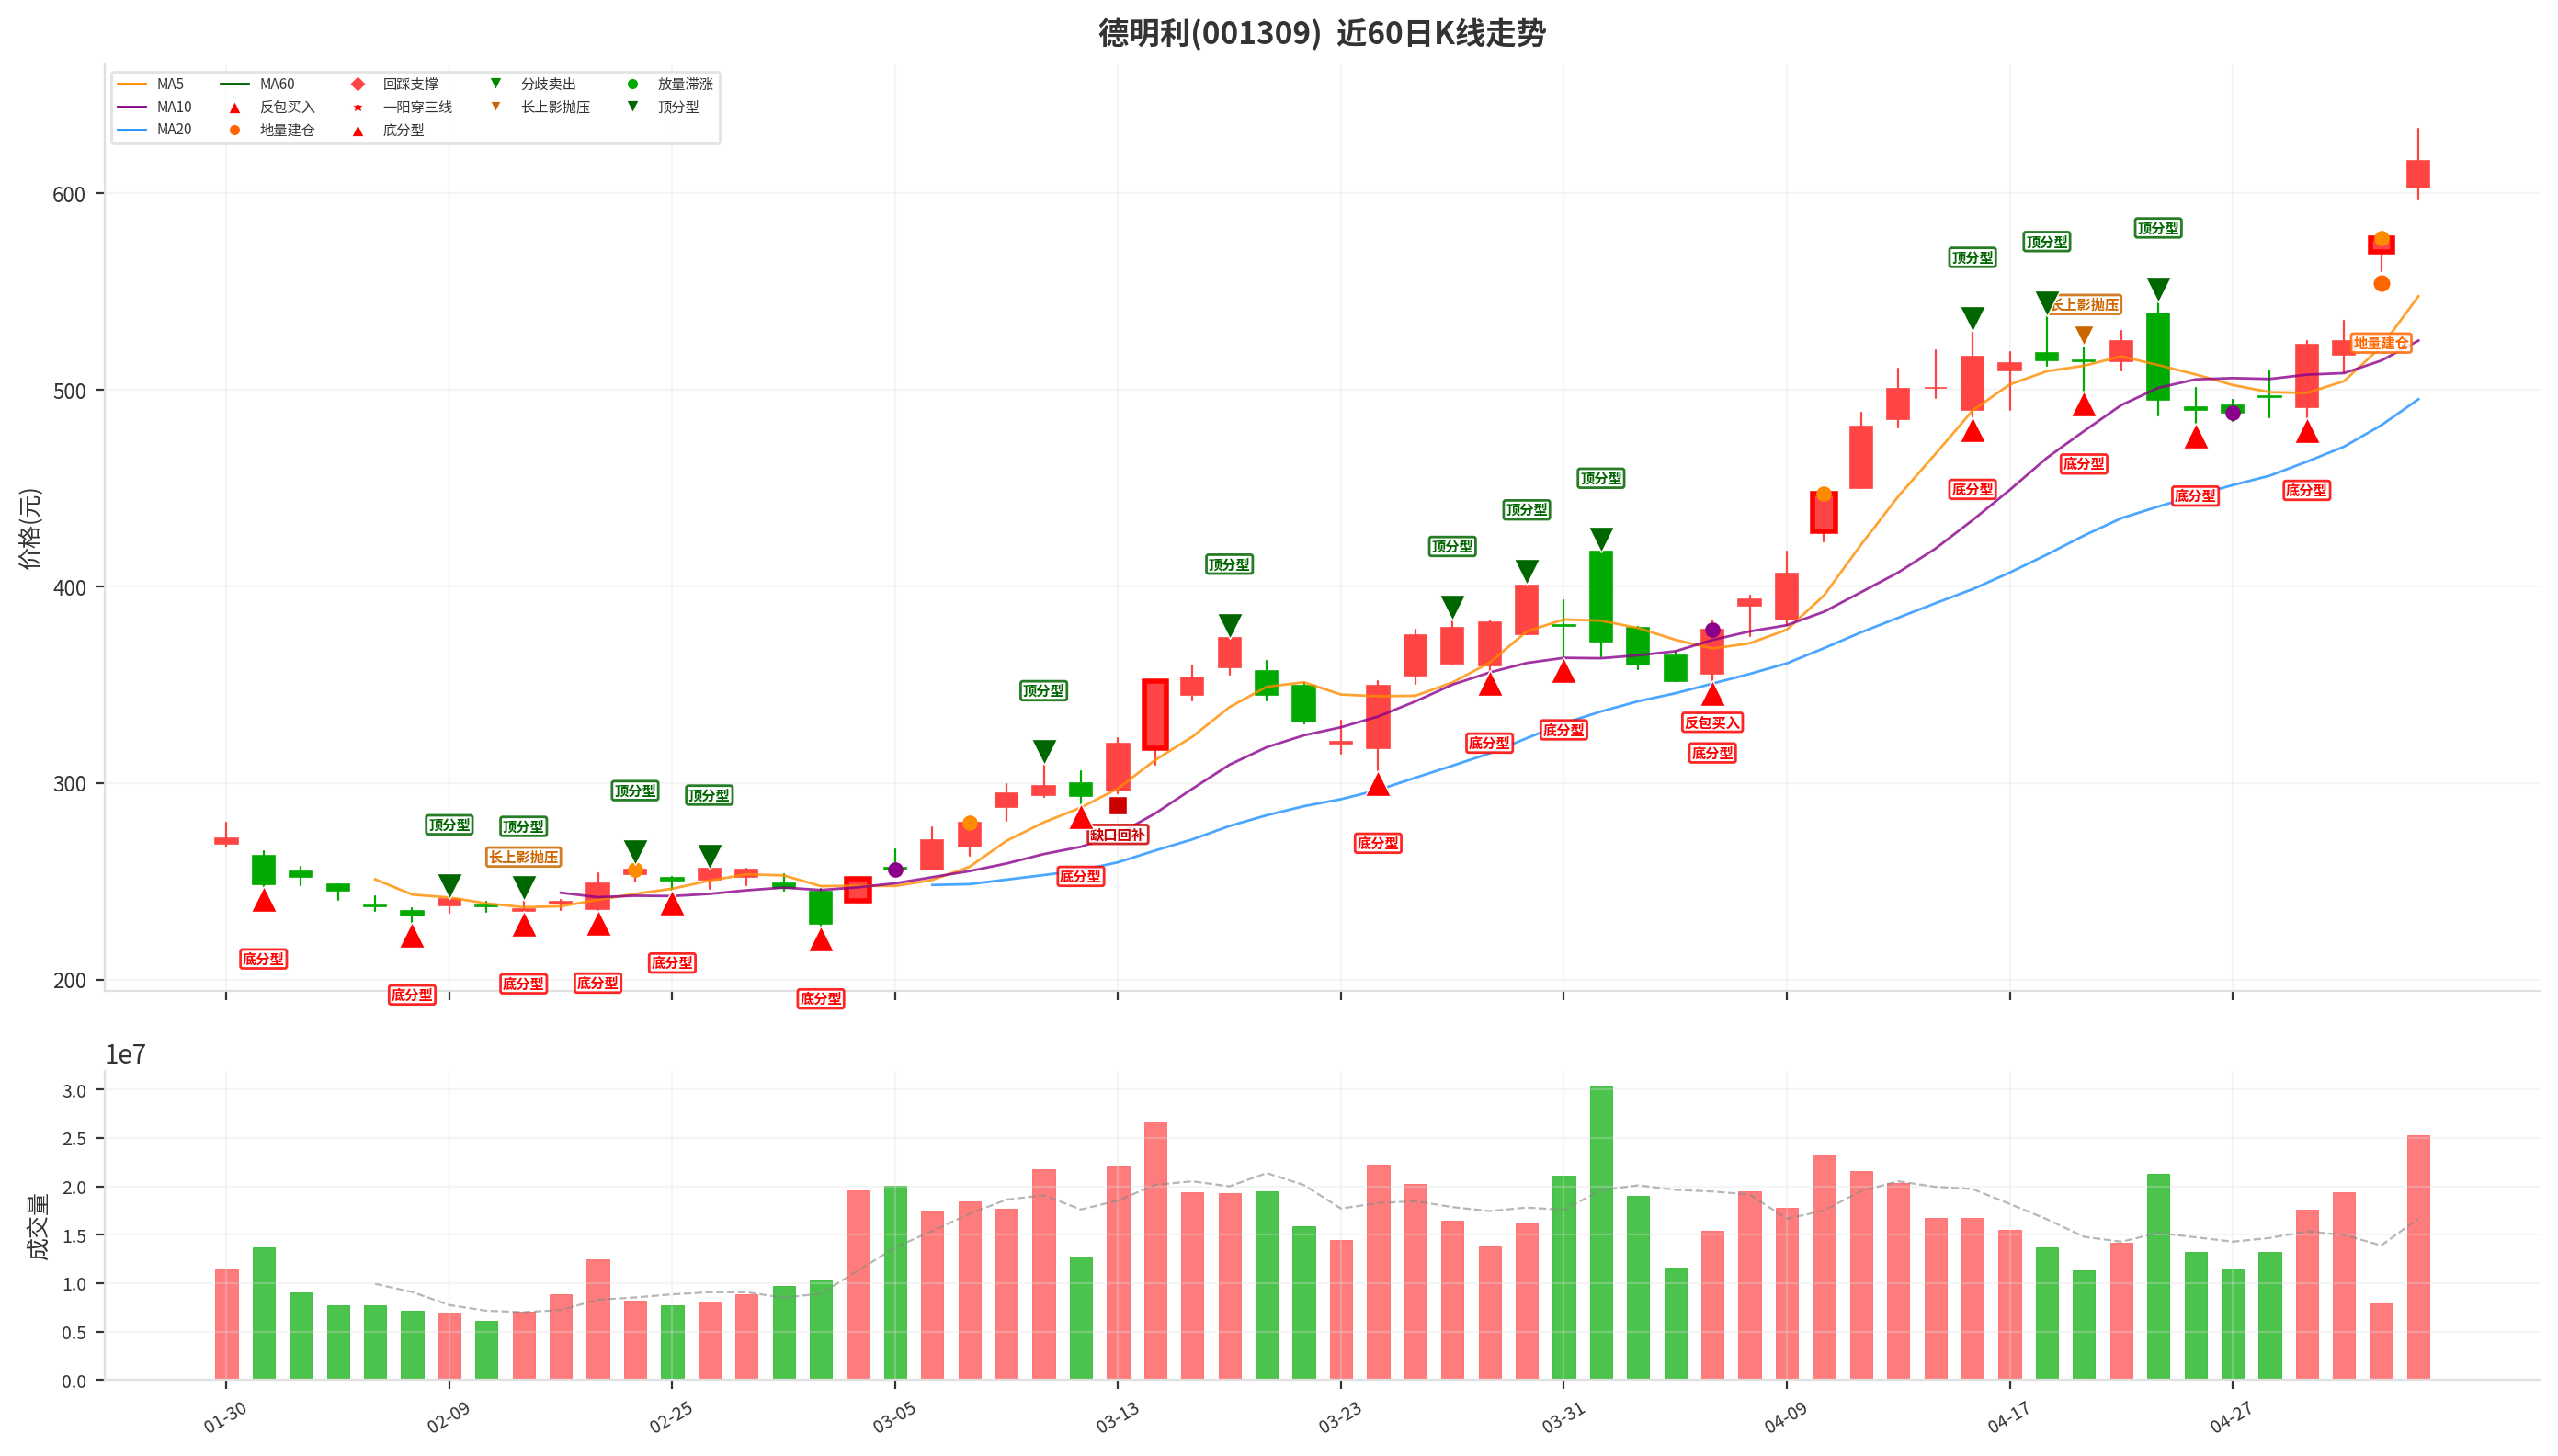 德明利(001309) 近60日K线走势
MA5
MA10
MA20
MA60
反包买入
地量建仓
回踩支撑
一阳穿三线
底分型
分歧卖出
长上影抛压
放量滞涨
顶分型
价格(元)
600
500
400
300
200
顶分型
顶分型
顶分型
长上影抛压
顶分型
顶分型
顶分型
顶分型
地量建仓
顶分型
底分型
底分型
底分型
底分型
顶分型
底分型
底分型
底分型
反包买入
底分型
顶分型
顶分型
顶分型
顶分型
顶分型
长上影抛压
缺口回补
底分型
底分型
底分型
底分型
底分型
底分型
底分型
底分型
1e7
成交量
3.0
2.5
2.0
1.5
1.0
0.5
0.0
01-30
02-09
02-25
03-05
03-13
03-23
03-31
04-09
04-17
04-27